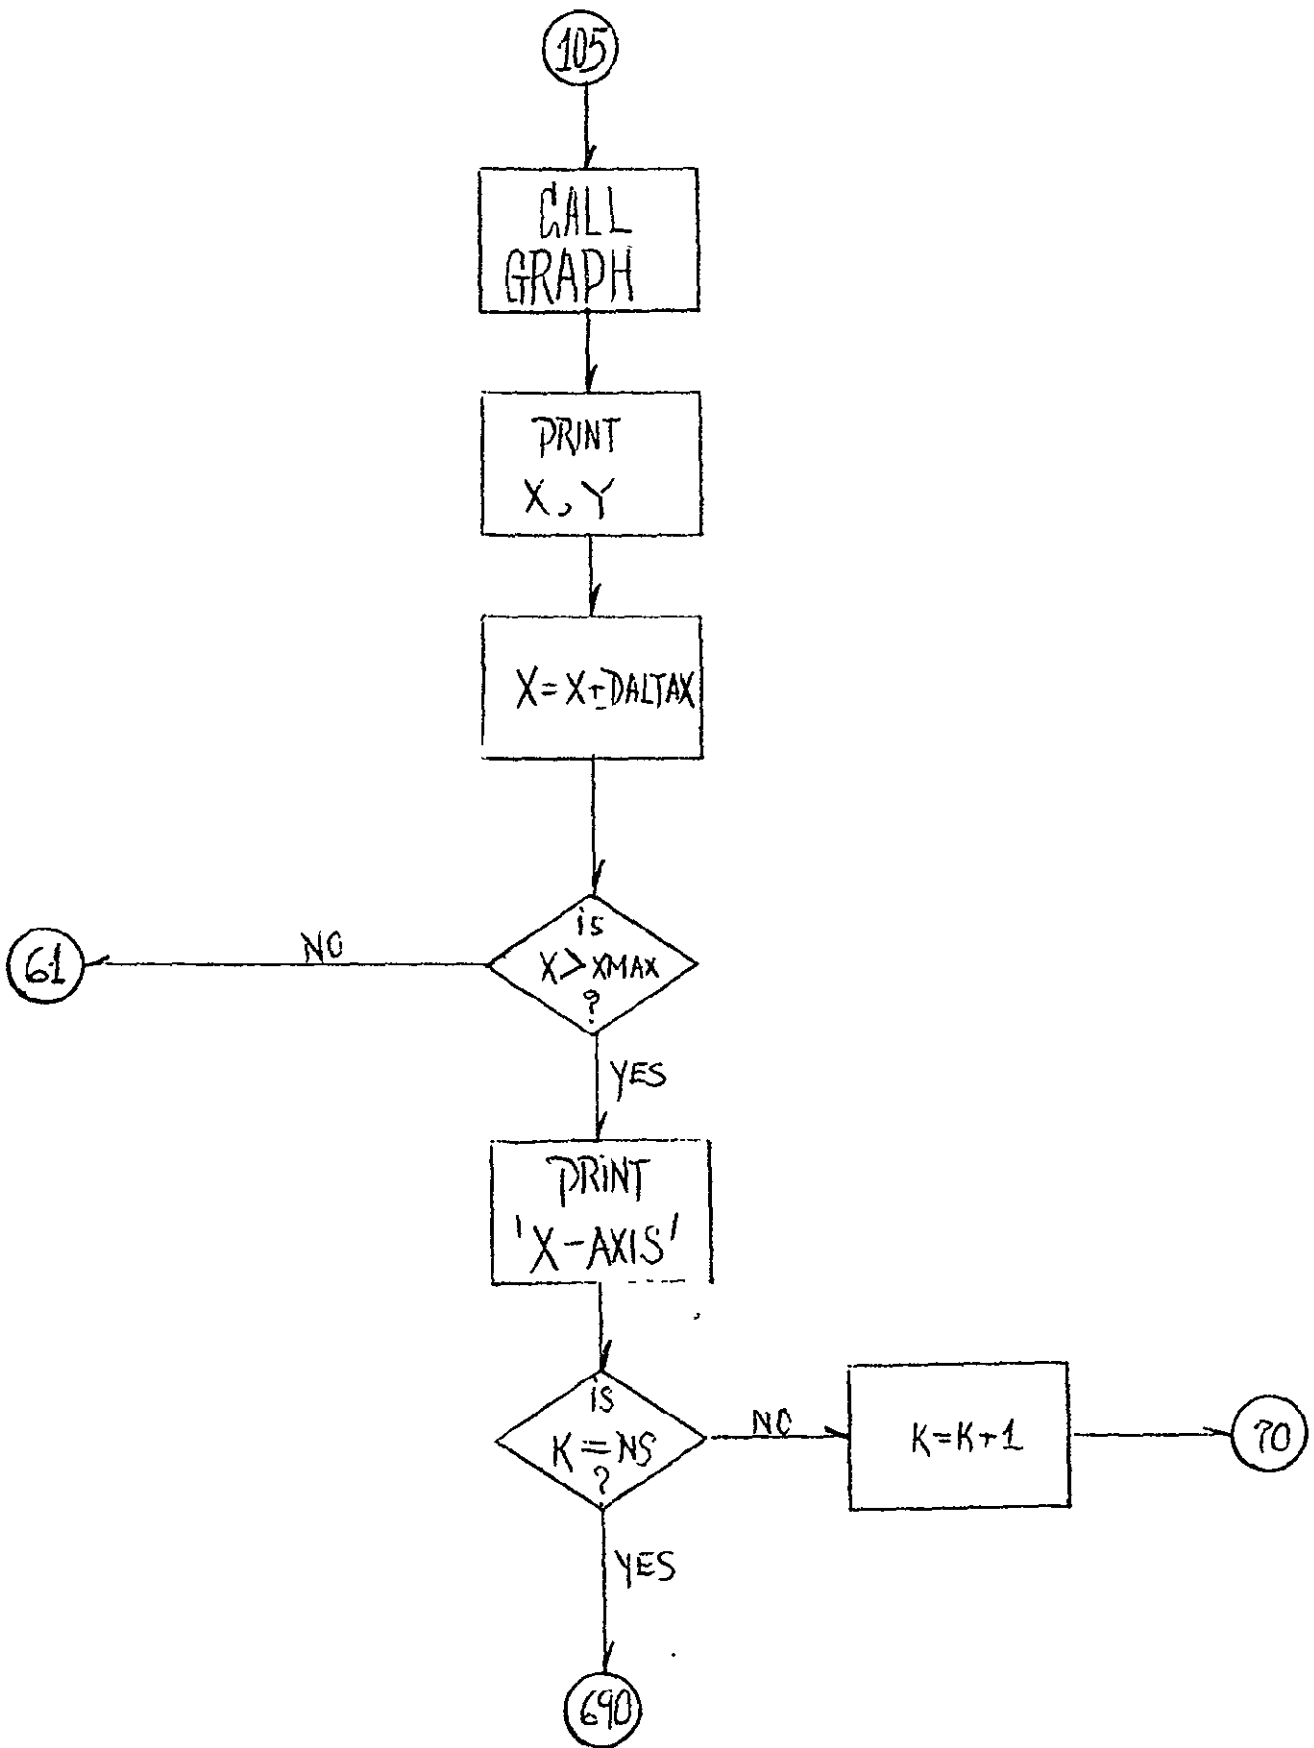 105
CALL
GRAPH
PRINT
X, Y
X=X+DALTAX
is
X>XMAX
?
NO
61
YES
PRINT
'X-AXIS'
is
K=NS
?
NO
K=K+1
70
YES
690